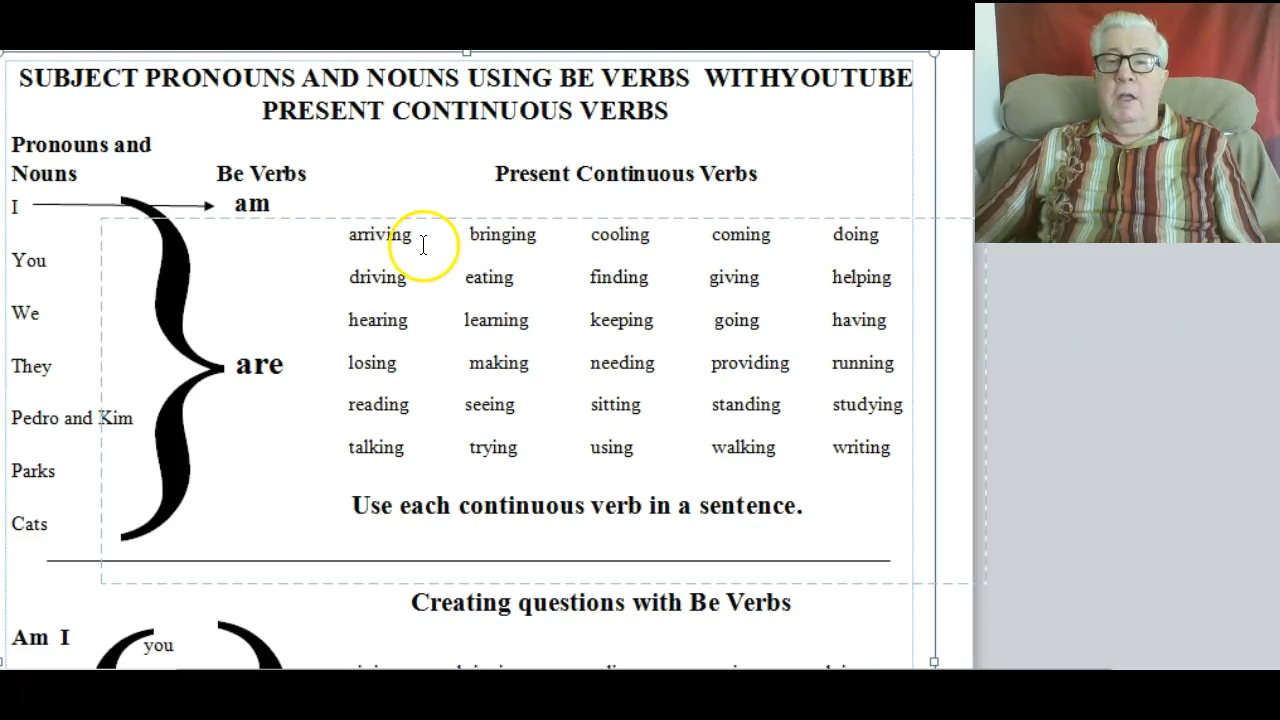 SUBJECT PRONOUNS AND NOUNS USING BE VERBS WITHYOUTUBE
PRESENT CONTINUOUS VERBS
Pronouns and
Nouns Be Verbs Present Continuous Verbs
I am
arriving bringing cooling coming doing
You
driving eating finding giving helping
We
hearing learning keeping going having
They are
losing making needing providing running
reading seeing sitting standing studying
Pedro and Kim
talking trying using walking writing
Parks
Use each continuous verb in a sentence.
Cats
Creating questions with Be Verbs
Am I you